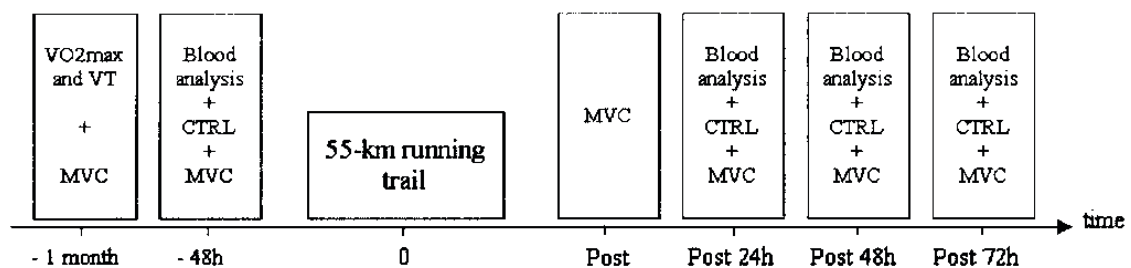 VO2max
and VT
+
MVC
Blood
analysis
+
CTRL
+
MVC
55-km running
trail
MVC
Blood
analysis
+
CTRL
+
MVC
Blood
analysis
+
CTRL
+
MVC
Blood
analysis
+
CTRL
+
MVC
time
- 1 month
- 48h
0
Post
Post 24h
Post 48h
Post 72h